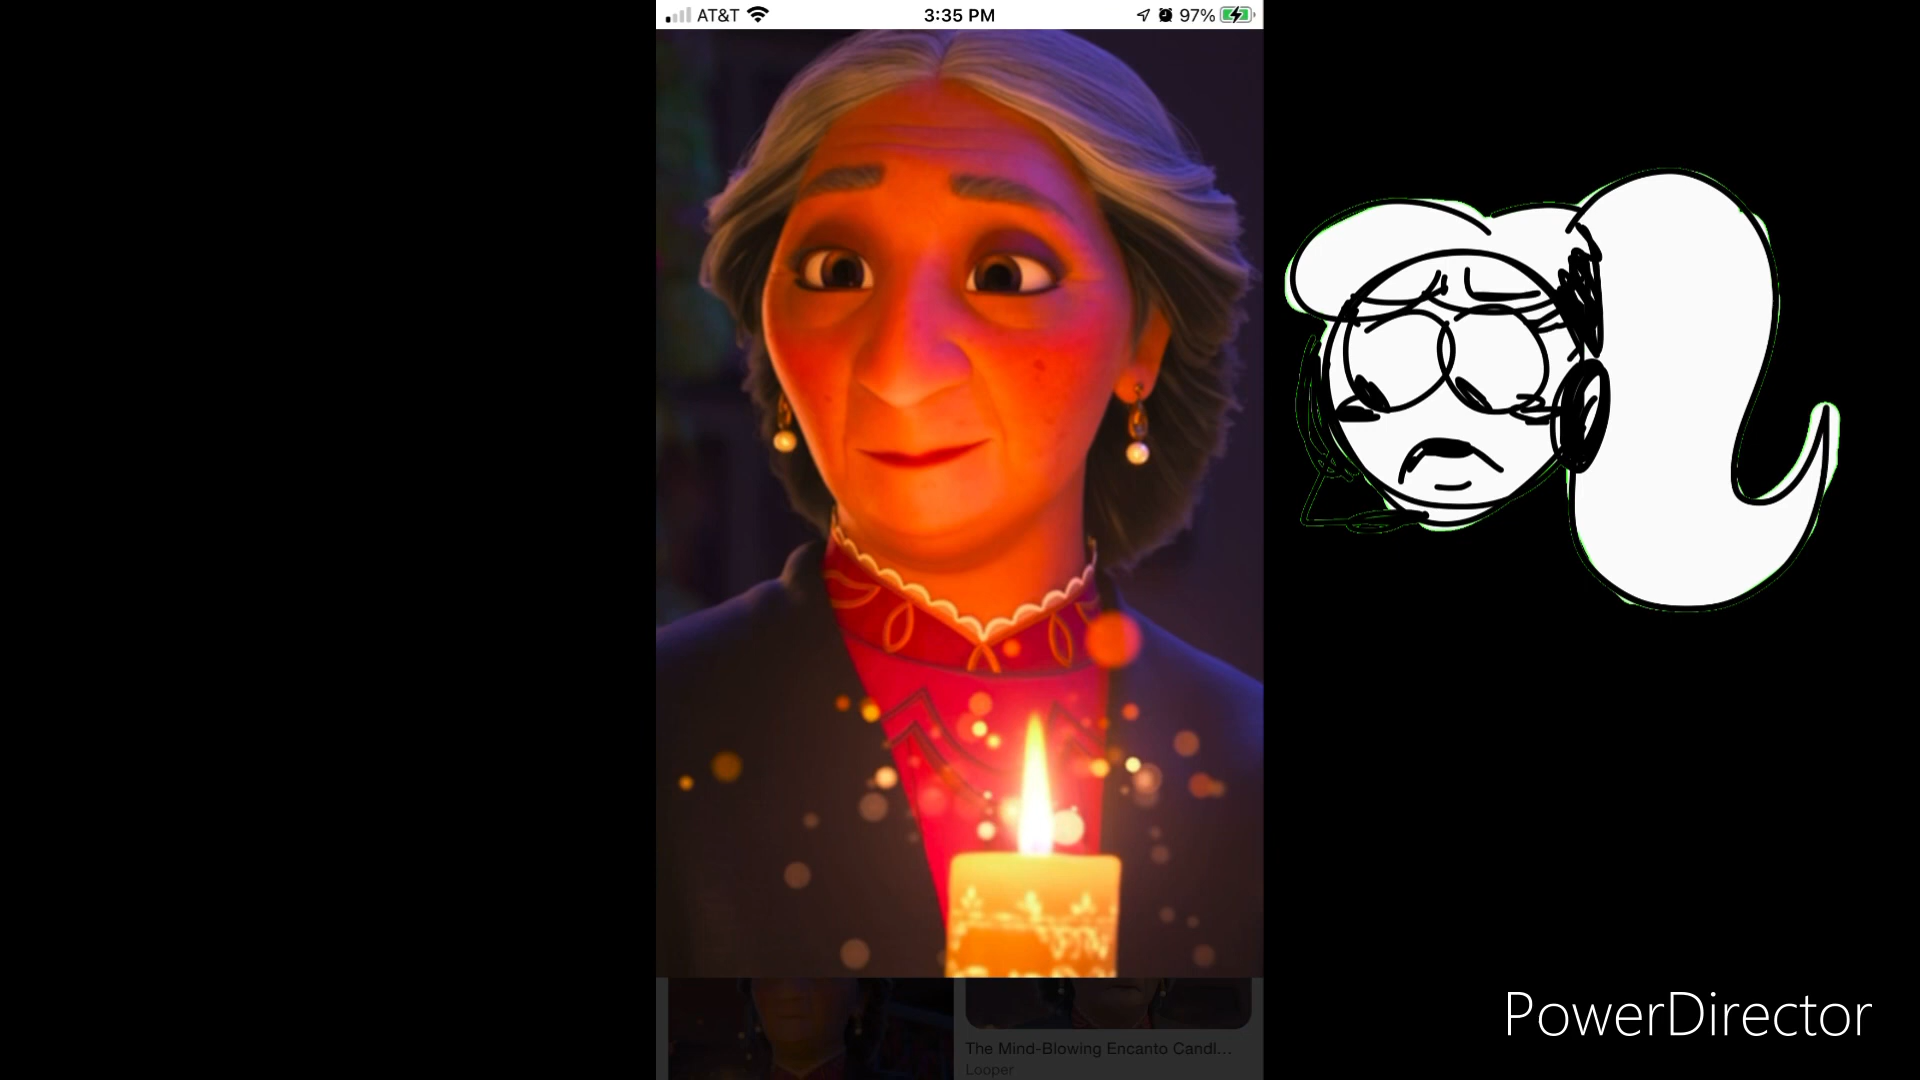 AT&T 3:35 PM 97%
The Mind-Blowing Encanto Candl...
Looper
PowerDirector